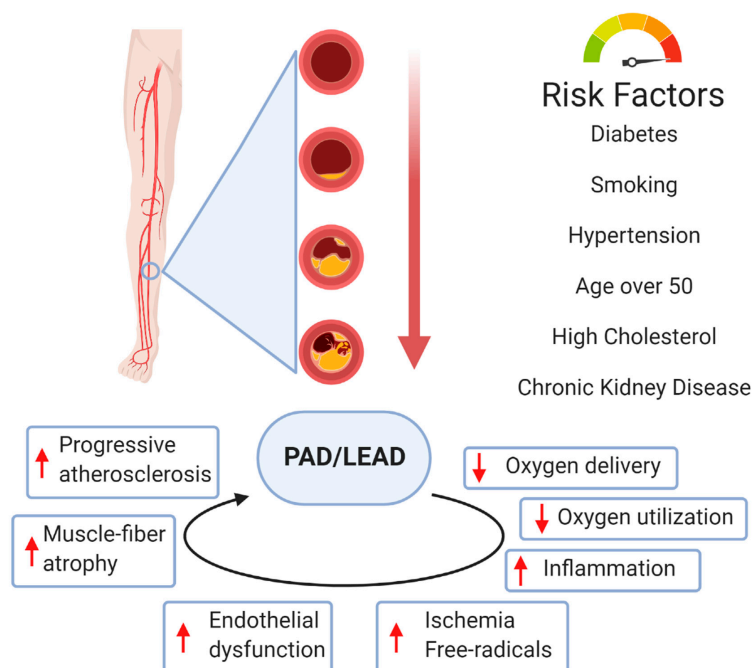 Risk Factors
Diabetes
Smoking
Hypertension
Age over 50
High Cholesterol
Chronic Kidney Disease
PAD/LEAD
Oxygen delivery
Oxygen utilization
Inflammation
Ischemia
Free-radicals
Endothelial
dysfunction
Muscle-fiber
atrophy
Progressive
atherosclerosis